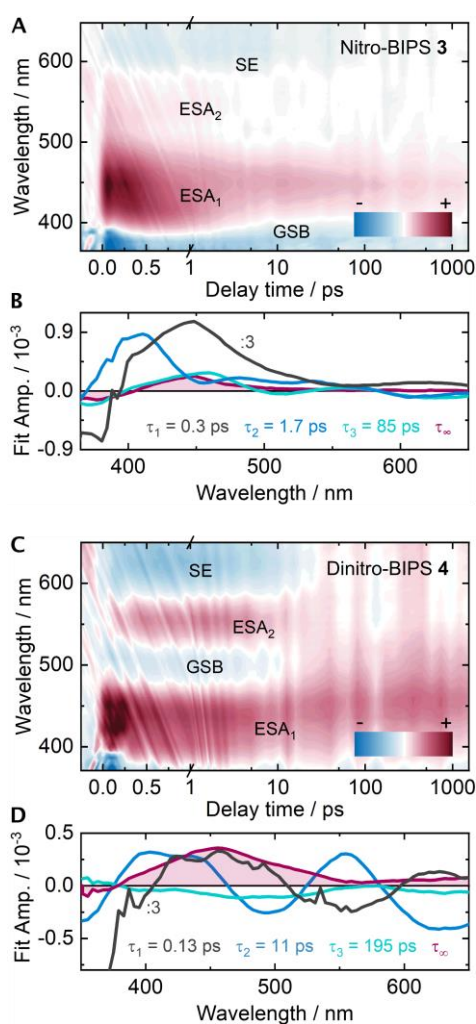 A
Wavelength / nm
600
500
400
SE
Nitro-BIPS 3
ESA2
ESA1
GSB
- +
0.0 0.5 1 10 100 1000
Delay time / ps
B
Fit Amp. / 10-3
0.9
0.0
-0.9
:3
τ1 = 0.3 ps τ2 = 1.7 ps τ3 = 85 ps τ∞
400 500 600
Wavelength / nm
C
Wavelength / nm
600
500
400
SE
Dinitro-BIPS 4
ESA2
GSB
ESA1
- +
0.0 0.5 1 10 100 1000
Delay time / ps
D
Fit Amp. / 10-3
0.5
0.0
-0.5
:3
τ1 = 0.13 ps τ2 = 11 ps τ3 = 195 ps τ∞
400 500 600
Wavelength / nm